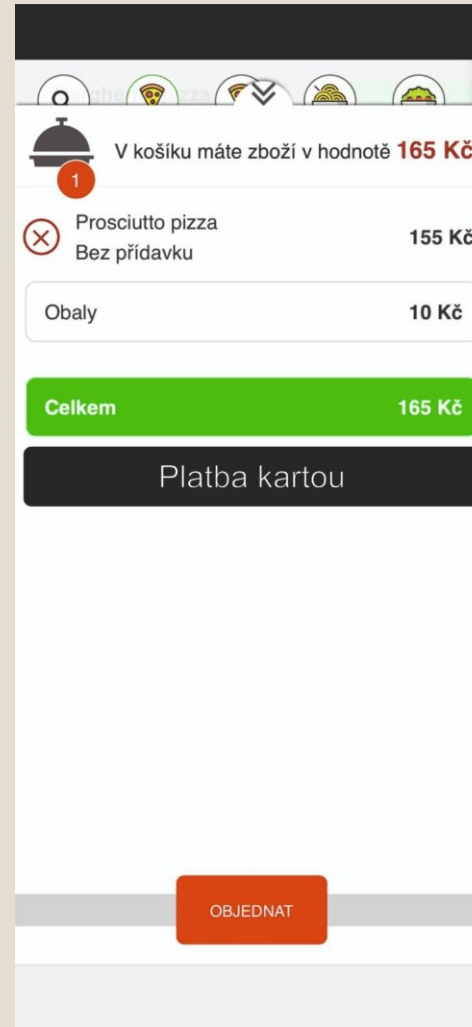 V košíku máte zboží v hodnotě 165 Kč
1
Prosciutto pizza
Bez přídavku
155 Kč
Obaly 10 Kč
Celkem 165 Kč
Platba kartou
OBJEDNAT